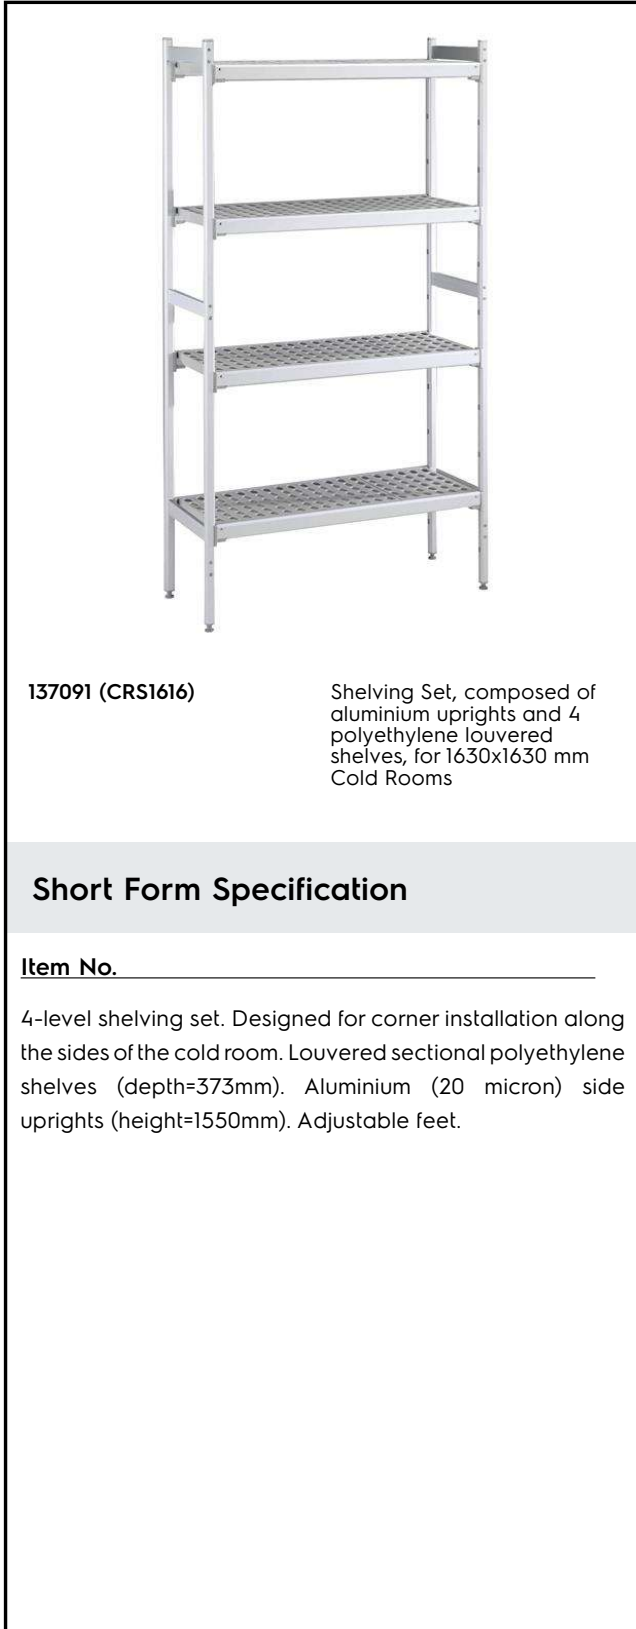 137091 (CRS1616)
Shelving Set, composed of
aluminium uprights and 4
polyethylene louvered
shelves, for 1630x1630 mm
Cold Rooms
Short Form Specification
Item No.
4-level shelving set. Designed for corner installation along
the sides of the cold room. Louvered sectional polyethylene
shelves (depth=373mm). Aluminium (20 micron) side
uprights (height=1550mm). Adjustable feet.